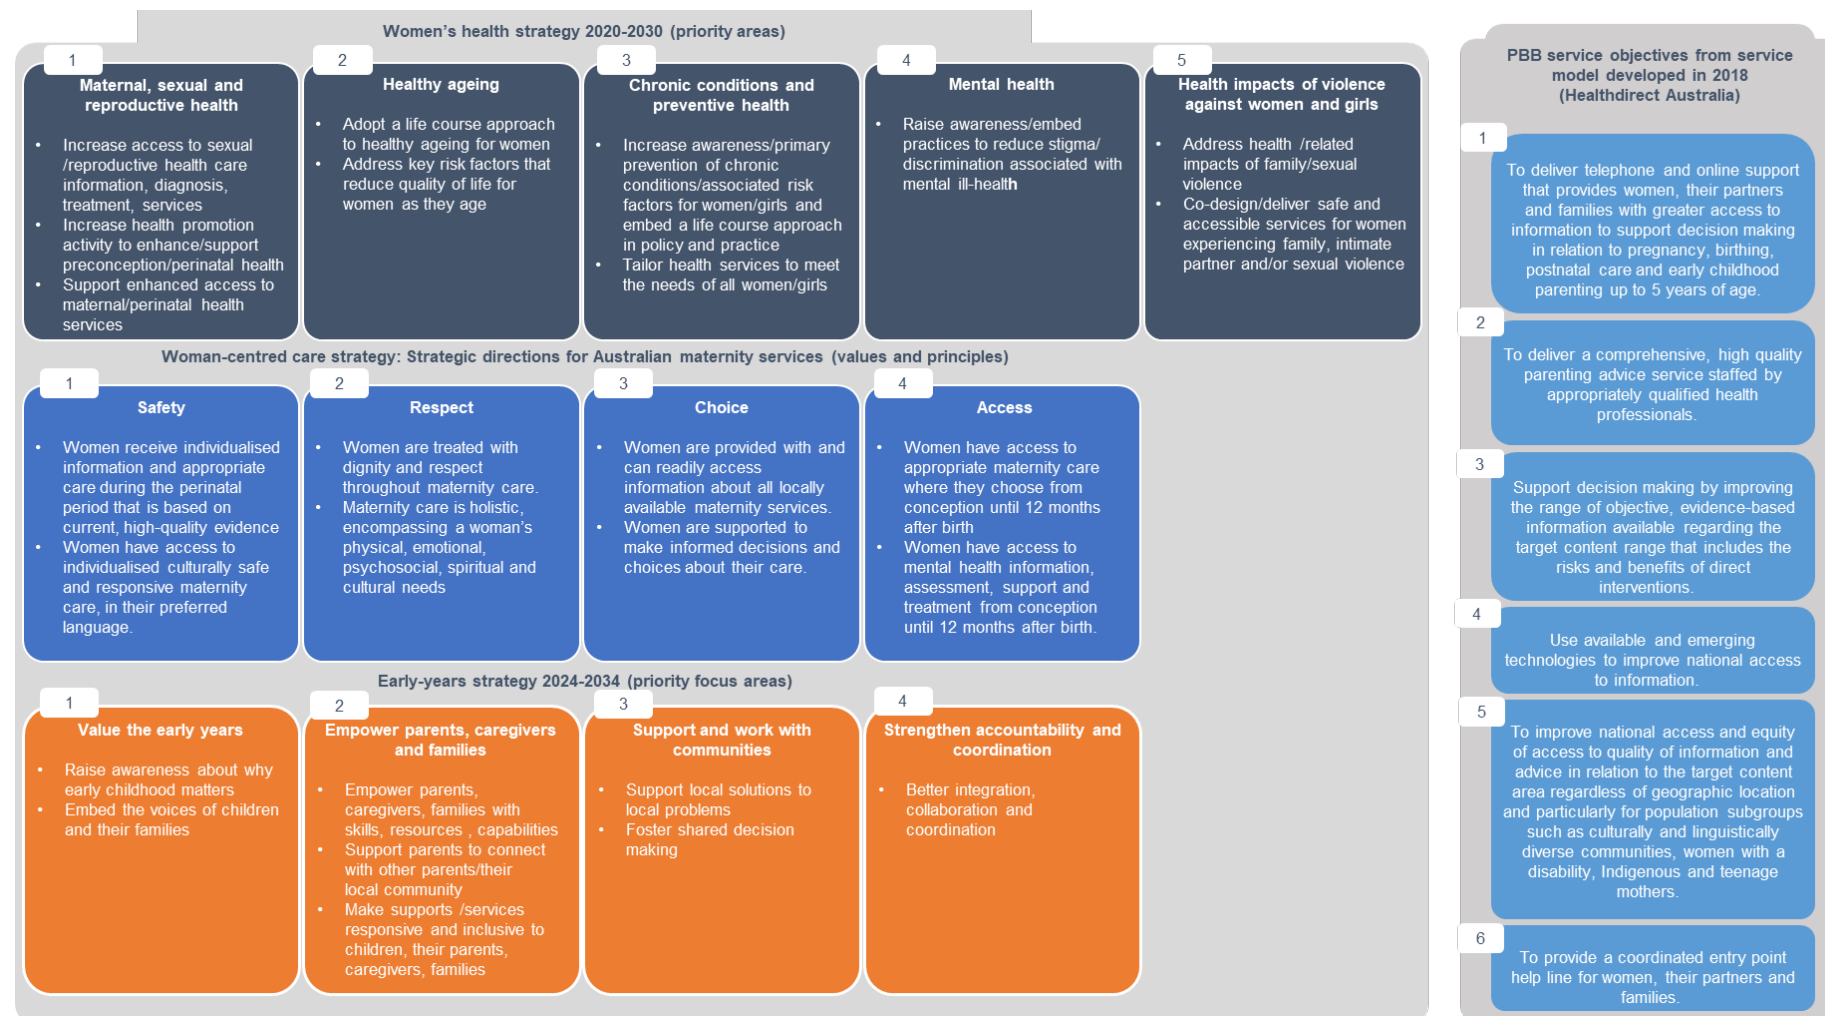 Women's health strategy 2020-2030 (priority areas)
1
Maternal, sexual and
reproductive health
• Increase access to sexual
/reproductive health care
information, diagnosis,
treatment, services
• Increase health promotion
activity to enhance/support
preconception/perinatal health
• Support enhanced access to
maternal/perinatal health
services
2
Healthy ageing
• Adopt a life course approach
to healthy ageing for women
• Address key risk factors that
reduce quality of life for
women as they age
3
Chronic conditions and
preventive health
• Increase awareness/primary
prevention of chronic
conditions/associated risk
factors for women/girls and
embed a life course approach
in policy and practice
• Tailor health services to meet
the needs of all women/girls
4
Mental health
• Raise awareness/embed
practices to reduce stigma/
discrimination associated with
mental ill-health
5
Health impacts of violence
against women and girls
• Address health /related
impacts of family/sexual
violence
• Co-design/deliver safe and
accessible services for women
experiencing family, intimate
partner and/or sexual violence
Woman-centred care strategy: Strategic directions for Australian maternity services (values and principles)
1
Safety
• Women receive individualised
information and appropriate
care during the perinatal
period that is based on
current, high-quality evidence
• Women have access to
individualised culturally safe
and responsive maternity
care, in their preferred
language.
2
Respect
• Women are treated with
dignity and respect
throughout maternity care.
• Maternity care is holistic,
encompassing a woman's
physical, emotional,
psychosocial, spiritual and
cultural needs
3
Choice
• Women are provided with and
can readily access
information about all locally
available maternity services.
• Women are supported to
make informed decisions and
choices about their care.
4
Access
• Women have access to
appropriate maternity care
where they choose from
conception until 12 months
after birth
• Women have access to
mental health information,
assessment, support and
treatment from conception
until 12 months after birth.
Early-years strategy 2024-2034 (priority focus areas)
1
Value the early years
• Raise awareness about why
early childhood matters
• Embed the voices of children
and their families
2
Empower parents, caregivers
and families
• Empower parents,
caregivers, families with
skills, resources , capabilities
• Support parents to connect
with other parents/their
local community
• Make supports /services
responsive and inclusive to
children, their parents,
caregivers, families
3
Support and work with
communities
• Support local solutions to
local problems
• Foster shared decision
making
4
Strengthen accountability and
coordination
• Better integration,
collaboration and
coordination
PBB service objectives from service
model developed in 2018
(Healthdirect Australia)
1
To deliver telephone and online support
that provides women, their partners
and families with greater access to
information to support decision making
in relation to pregnancy, birthing,
postnatal care and early childhood
parenting up to 5 years of age.
2
To deliver a comprehensive, high quality
parenting advice service staffed by
appropriately qualified health
professionals.
3
Support decision making by improving
the range of objective, evidence-based
information available regarding the
target content range that includes the
risks and benefits of direct
interventions.
4
Use available and emerging
technologies to improve national access
to information.
5
To improve national access and equity
of access to quality of information and
advice in relation to the target content
area regardless of geographic location
and particularly for population subgroups
such as culturally and linguistically
diverse communities, women with a
disability, Indigenous and teenage
mothers.
6
To provide a coordinated entry point
help line for women, their partners and
families.